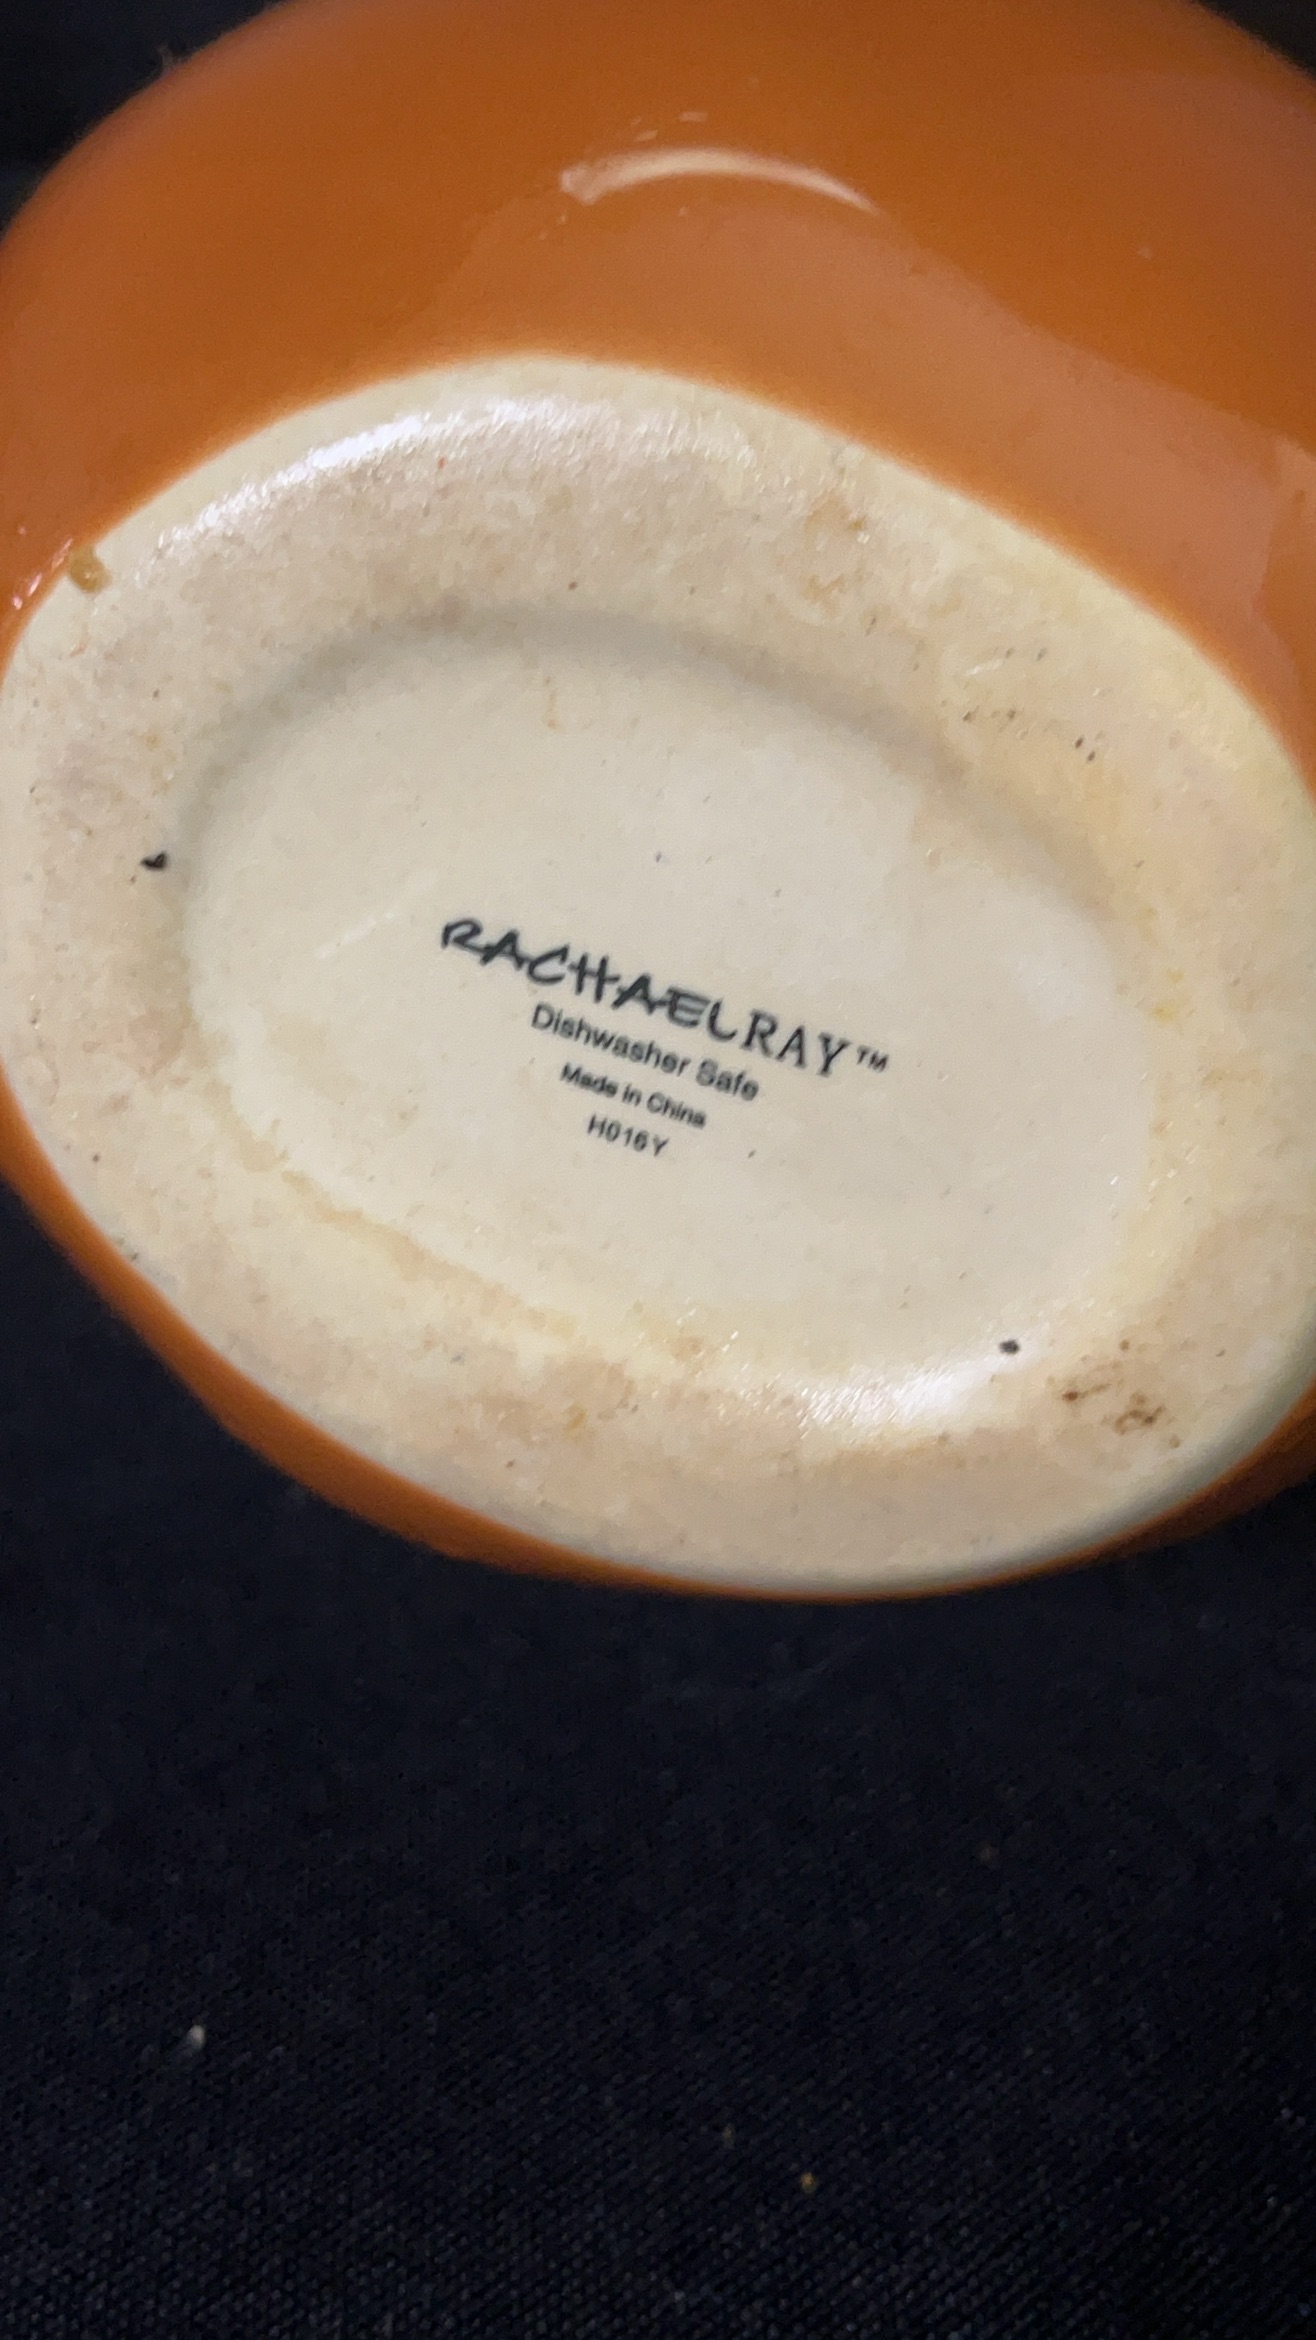 RACHAELRAY™
Dishwasher Safe
Made in China
H016Y